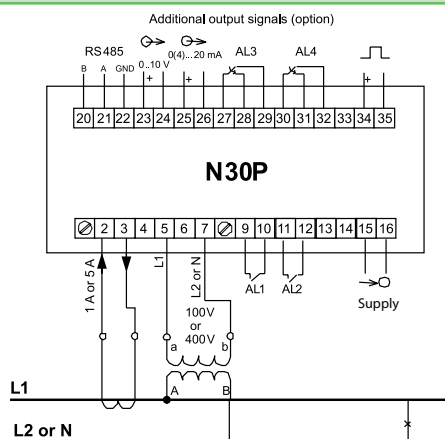 Additional output signals (option)
RS485
0(4)...20 mA
AL3
AL4
B A GND 0..10 V
+ + +
20 21 22 23 24 25 26 27 28 29 30 31 32 33 34 35
N30P
2 3 4 5 6 7 9 10 11 12 13 14 15 16
1 A or 5 A
L1
L2 or N
AL1
AL2
Supply
100V
or
400V
a b
A B
L1
L2 or N